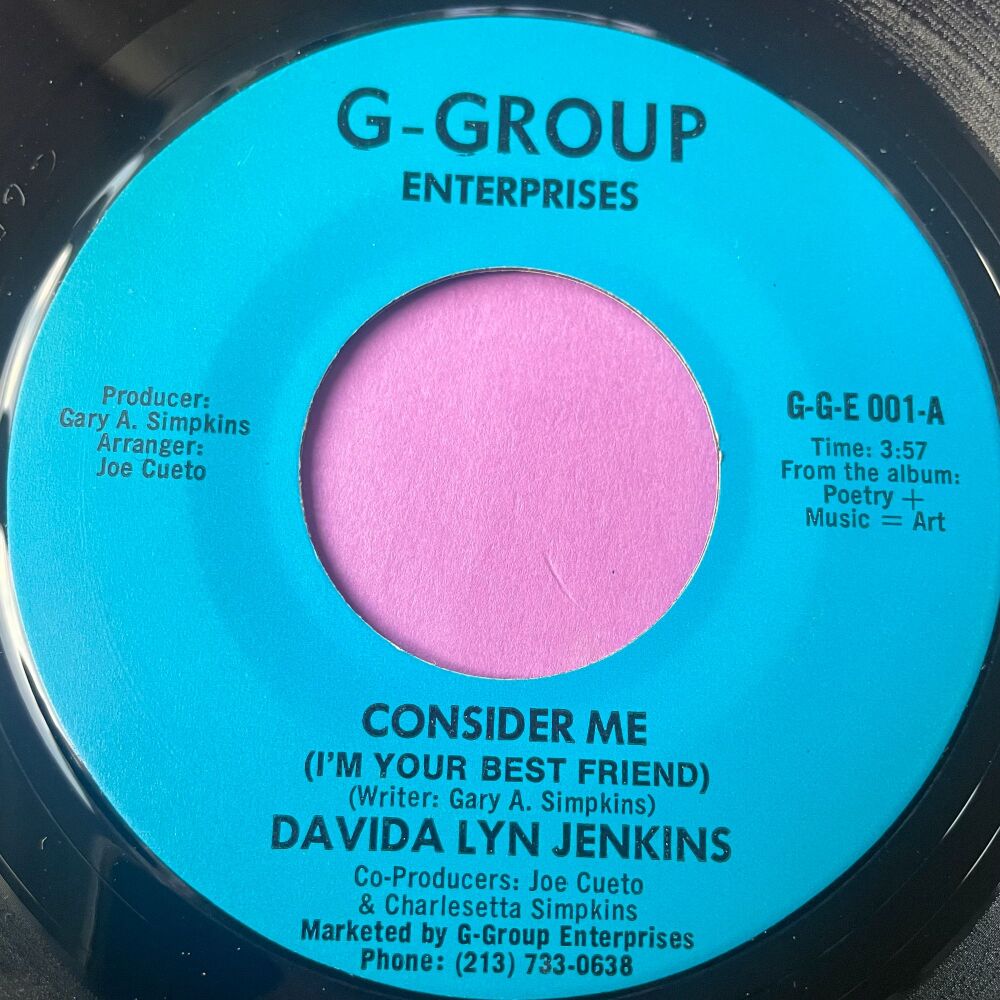 G-GROUP
ENTERPRISES
Producer:
Gary A. Simpkins
Arranger:
Joe Cueto
G-G-E 001-A
Time: 3:57
From the album:
Poetry +
Music = Art
CONSIDER ME
(I'M YOUR BEST FRIEND)
(Writer: Gary A. Simpkins)
DAVIDA LYN JENKINS
Co-Producers: Joe Cueto
& Charlesetta Simpkins
Marketed by G-Group Enterprises
Phone: (213) 733-0638